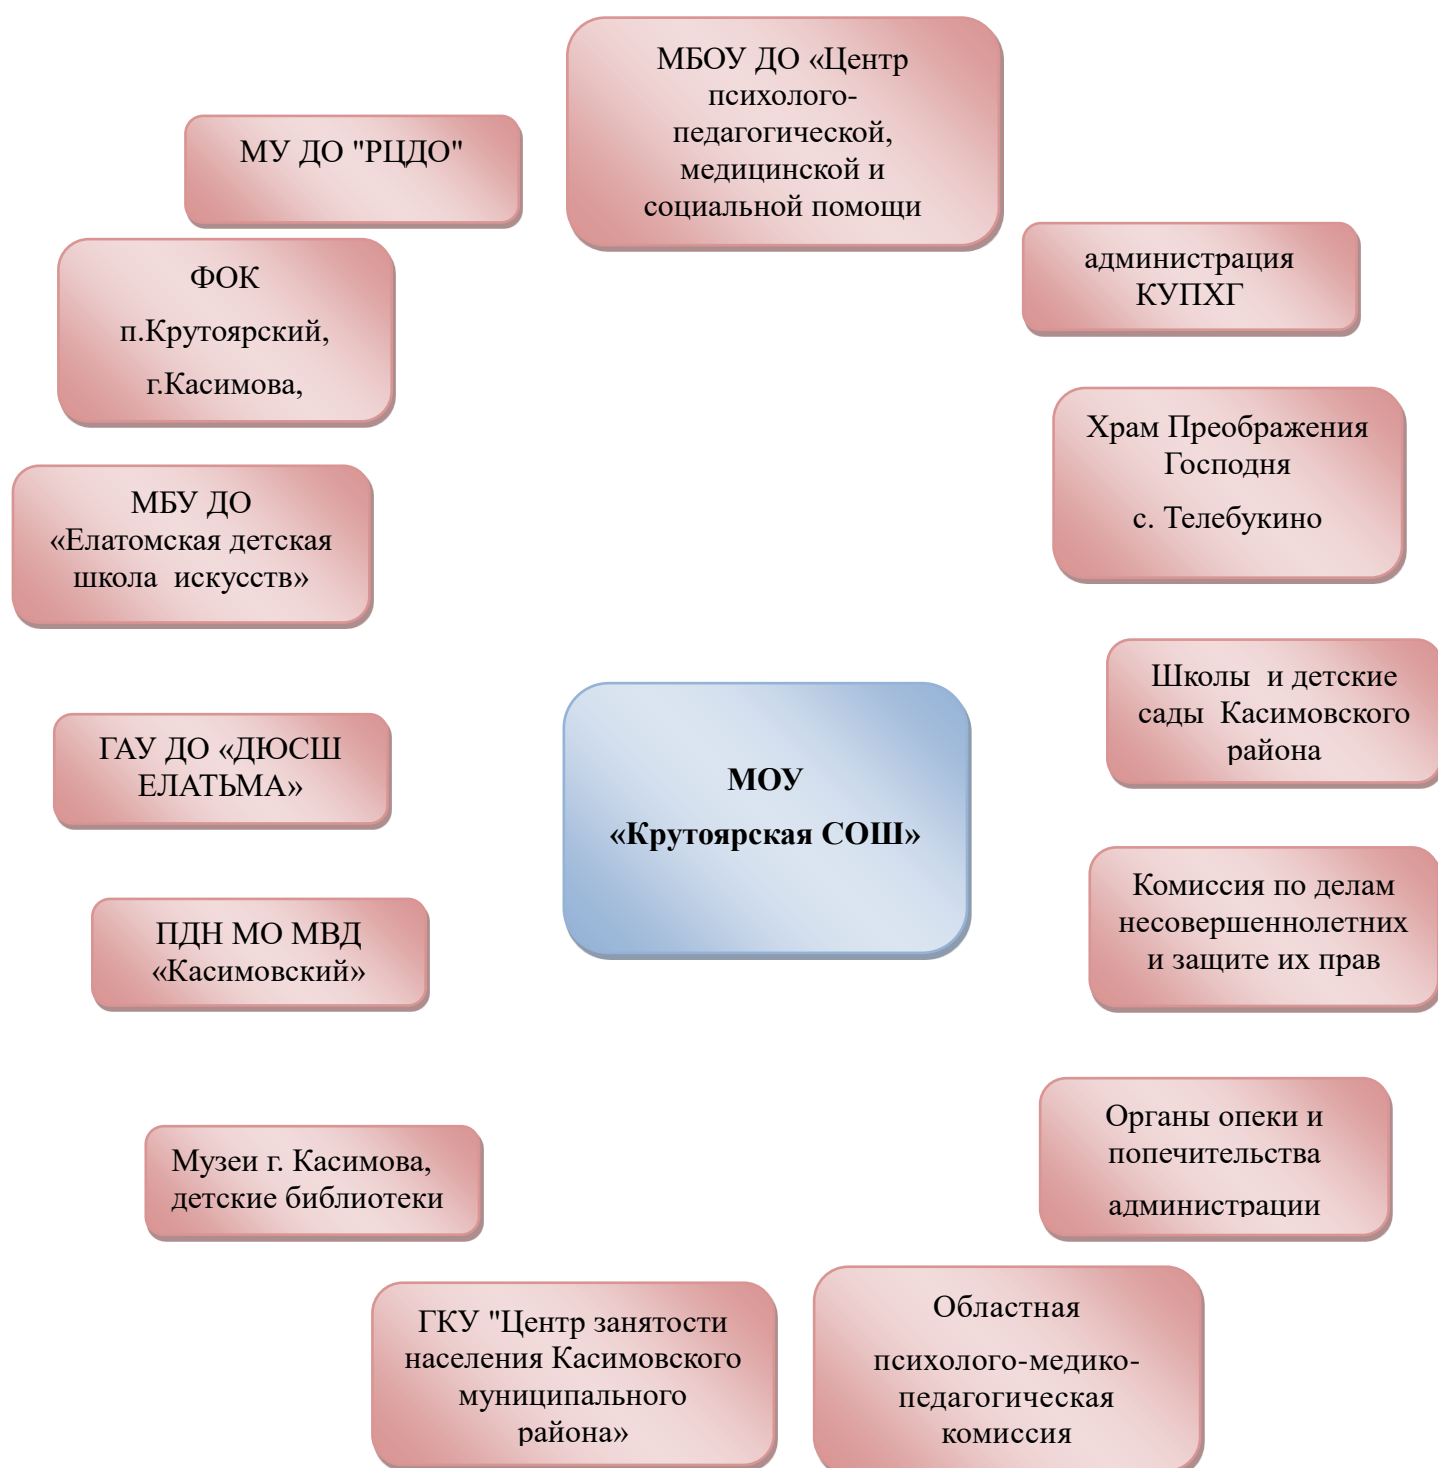 МБОУ ДО «Центр
психолого-
педагогической,
медицинской и
социальной помощи
МУ ДО "РЦДО"
администрация
КУПХГ
ФОК
п.Крутоярский,
г.Касимова,
Храм Преображения
Господня
с. Телебукино
МБУ ДО
«Елатомская детская
школа искусств»
Школы и детские
сады Касимовского
района
ГАУ ДО «ДЮСШ
ЕЛАТЬМА»
МОУ
«Крутоярская СОШ»
Комиссия по делам
несовершеннолетних
и защите их прав
ПДН МО МВД
«Касимовский»
Органы опеки и
попечительства
администрации
Музеи г. Касимова,
детские библиотеки
ГКУ "Центр занятости
населения Касимовского
муниципального
района»
Областная
психолого-медико-
педагогическая
комиссия